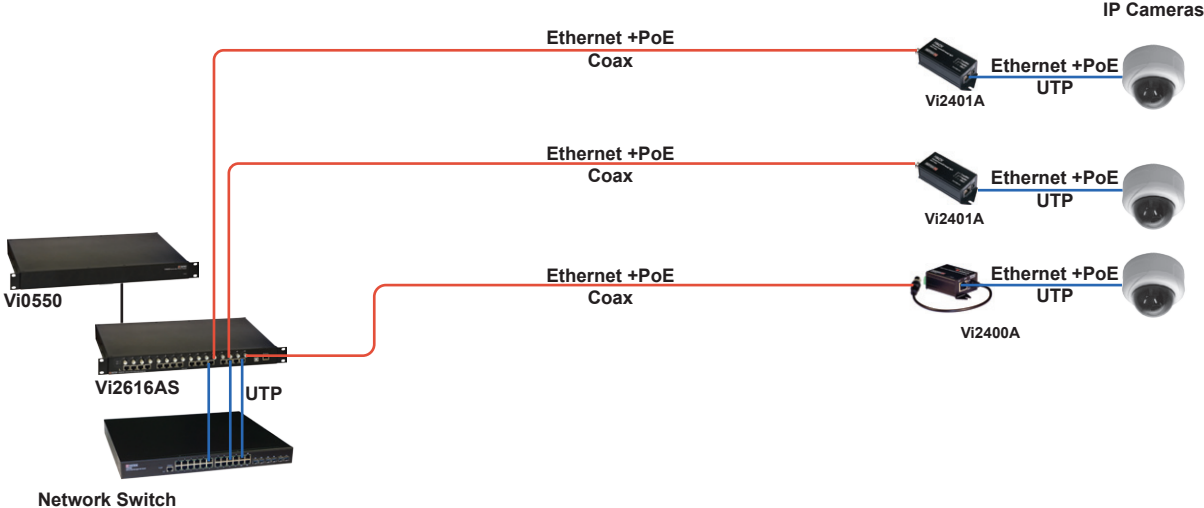 IP Cameras
Ethernet +PoE
Coax
Ethernet +PoE
UTP
Vi2401A
Ethernet +PoE
Coax
Ethernet +PoE
UTP
Vi2401A
Vi0550
Ethernet +PoE
Coax
Ethernet +PoE
UTP
Vi2400A
Vi2616AS
UTP
Network Switch